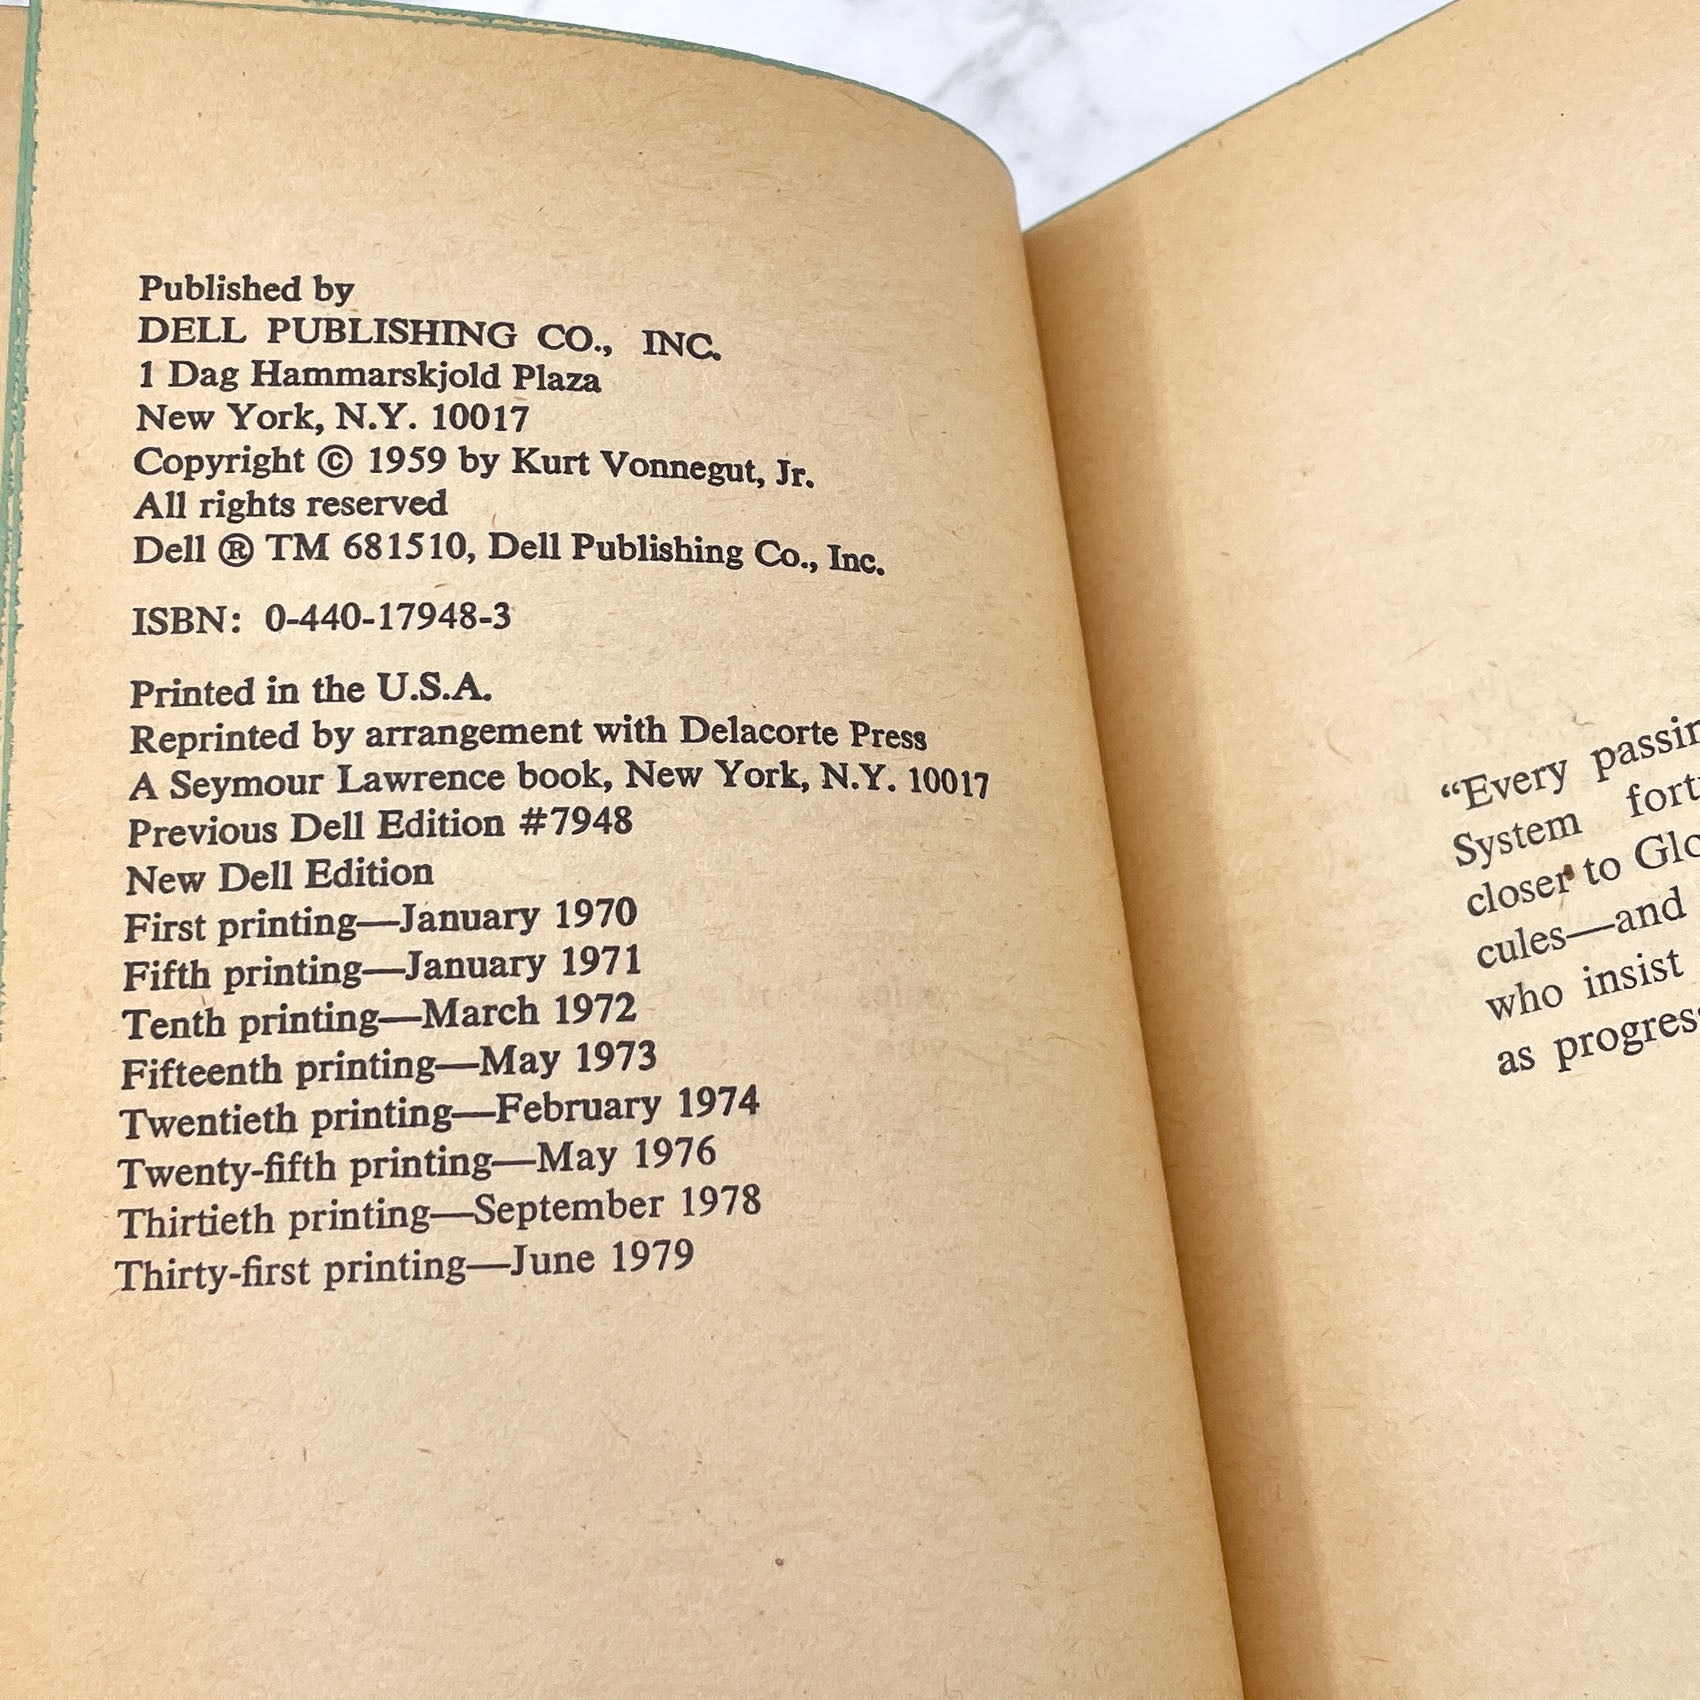 Published by
DELL PUBLISHING CO., INC.
1 Dag Hammarskjold Plaza
New York, N.Y. 10017
Copyright © 1959 by Kurt Vonnegut, Jr.
All rights reserved
Dell ® TM 681510, Dell Publishing Co., Inc.
ISBN: 0-440-17948-3
Printed in the U.S.A.
Reprinted by arrangement with Delacorte Press
A Seymour Lawrence book, New York, N.Y. 10017
Previous Dell Edition #7948
New Dell Edition
First printing—January 1970
Fifth printing—January 1971
Tenth printing—March 1972
Fifteenth printing—May 1973
Twentieth printing—February 1974
Twenty-fifth printing—May 1976
Thirtieth printing—September 1978
Thirty-first printing—June 1979
“Every
System
closer to
cules—and
who insist
as